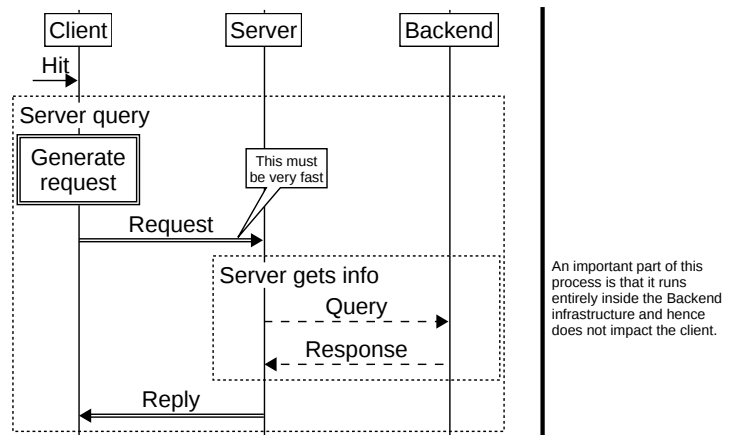 Client
Server
Backend
Hit
Server query
Generate
request
This must
be very fast
Request
Server gets info
Query
Response
Reply
An important part of this
process is that it runs
entirely inside the Backend
infrastructure and hence
does not impact the client.